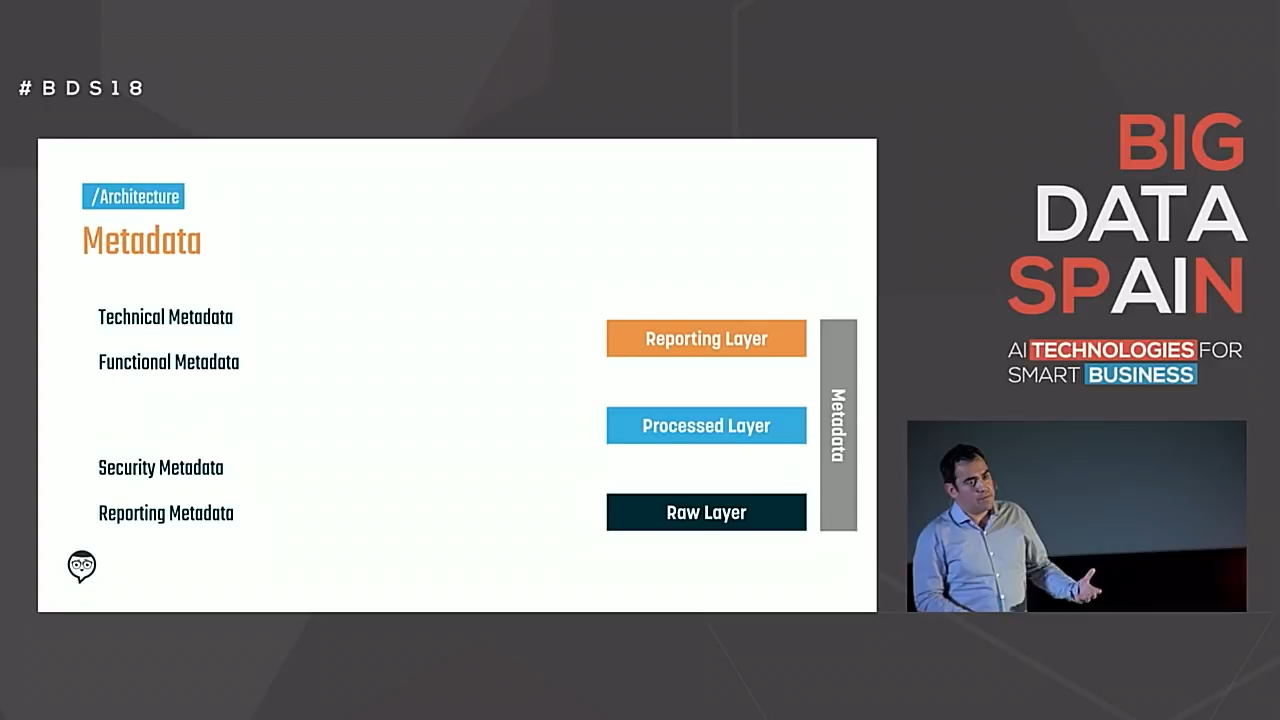 #BDS18
/Architecture
Metadata
Technical Metadata
Functional Metadata
Security Metadata
Reporting Metadata
Reporting Layer
Processed Layer
Raw Layer
Metadata
BIG
DATA
SPAIN
AI TECHNOLOGIES FOR
SMART BUSINESS